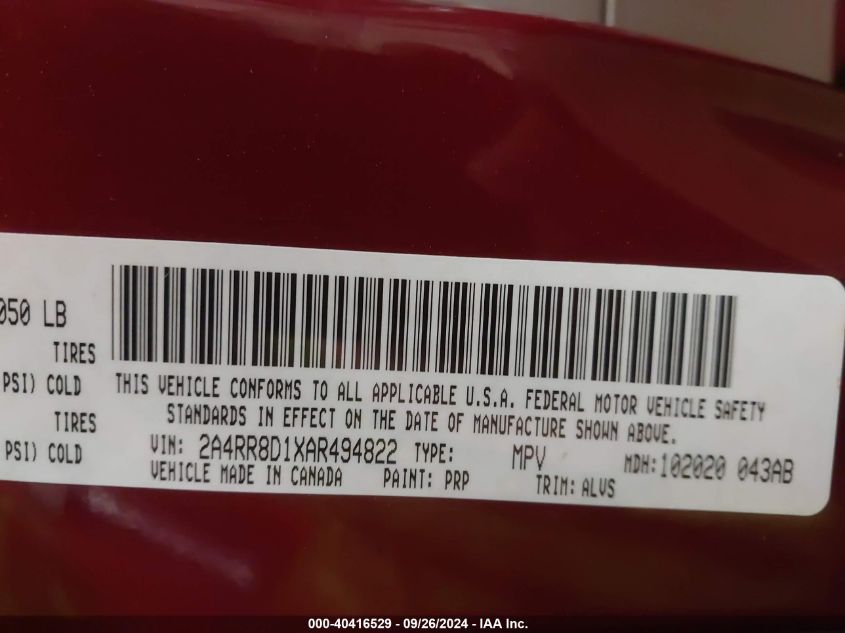 050 LB
TIRES
PSI) COLD
TIRES
PSI) COLD
THIS VEHICLE CONFORMS TO ALL APPLICABLE U.S.A. FEDERAL MOTOR VEHICLE SAFETY
STANDARDS IN EFFECT ON THE DATE OF MANUFACTURE SHOWN ABOVE.
VIN: 2A4RR8D1XAR494822 TYPE: MPV MDH:102020 043AB
VEHICLE MADE IN CANADA PAINT: PRP TRIM: ALVS
000-40416529 - 09/26/2024 - IAA Inc.